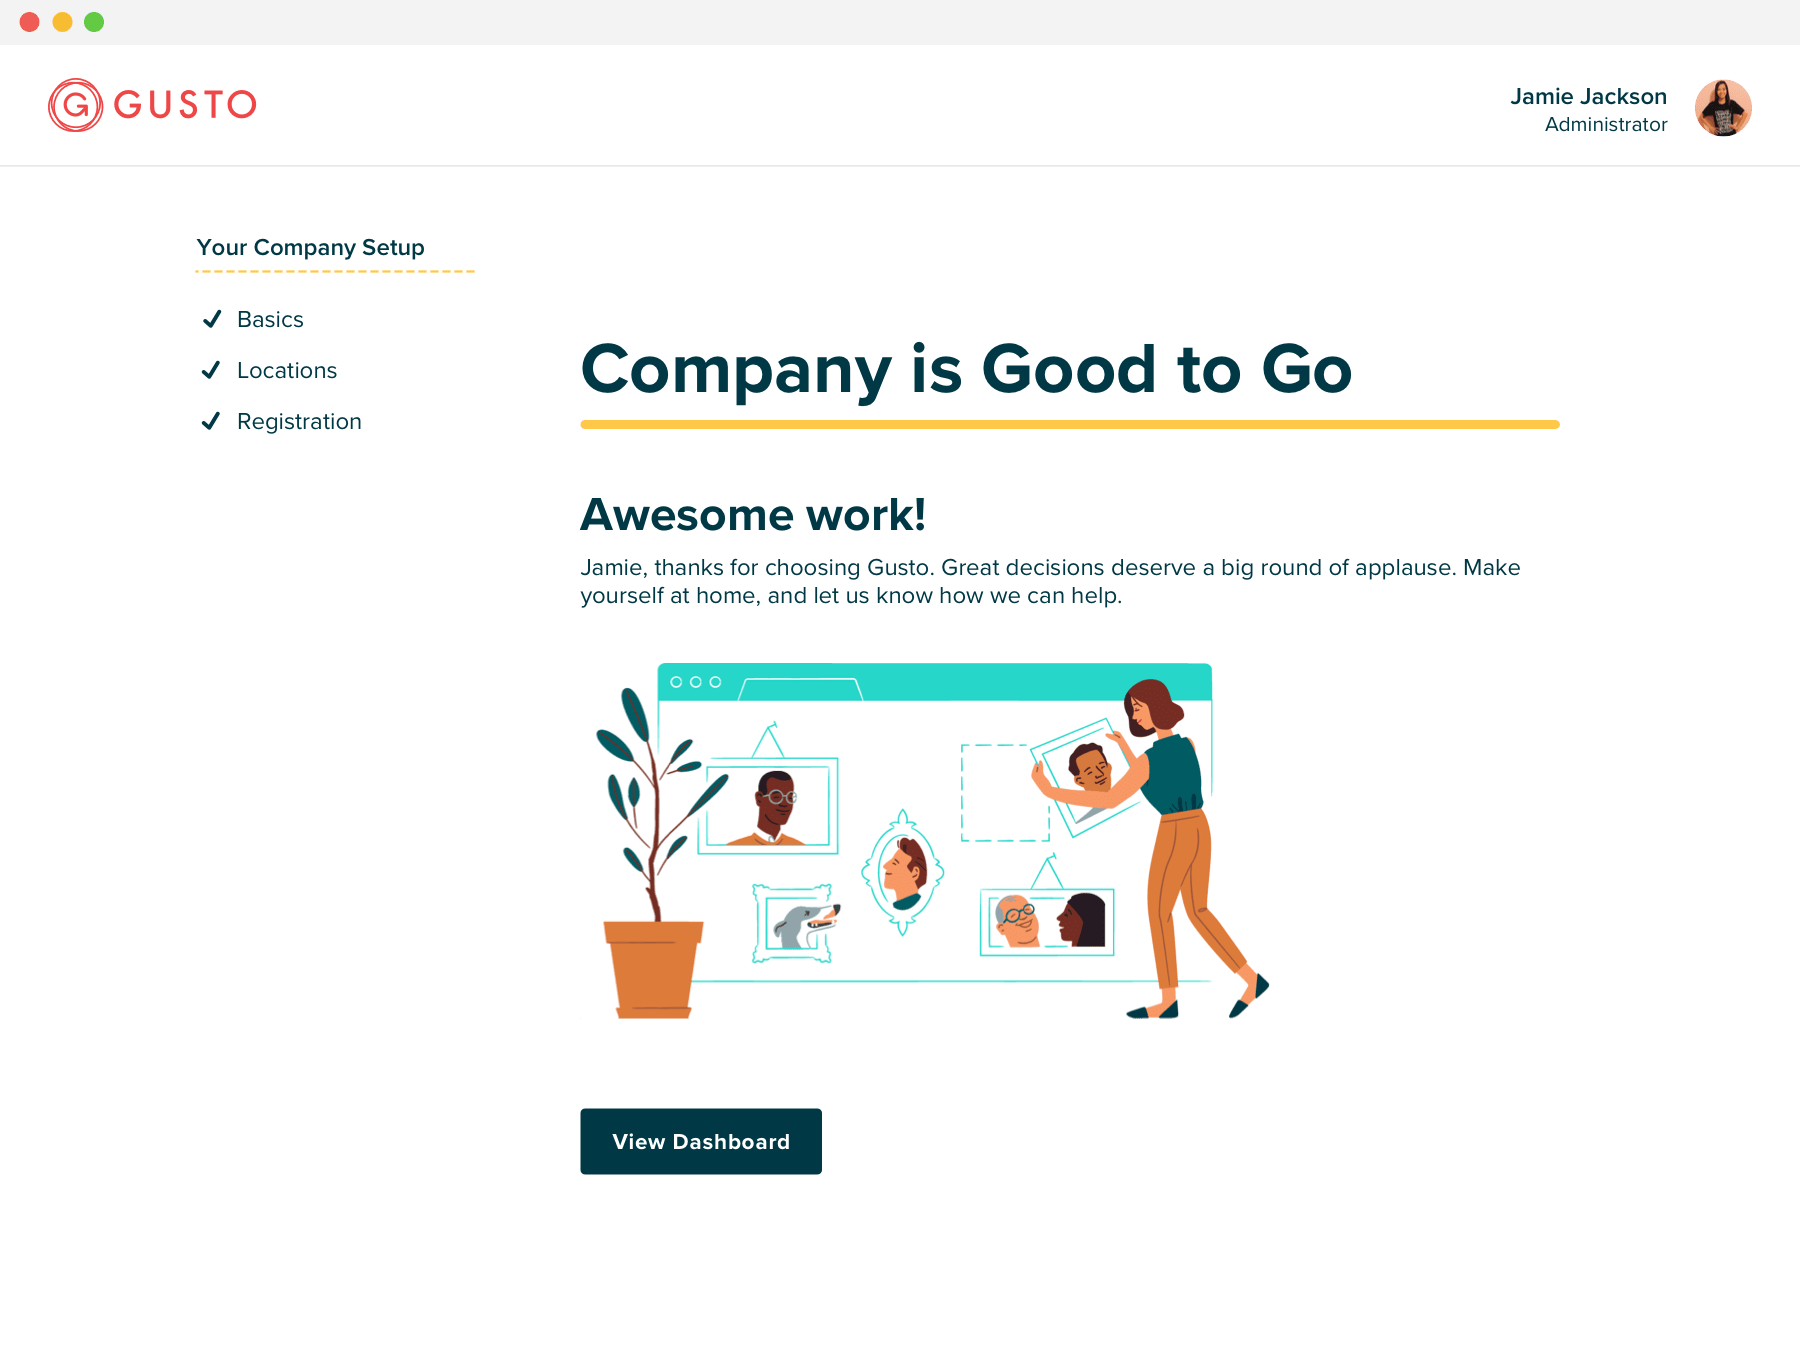 GUSTO
Jamie Jackson
Administrator
Your Company Setup
Basics
Locations
Registration
Company is Good to Go
Awesome work!
Jamie, thanks for choosing Gusto. Great decisions deserve a big round of applause. Make
yourself at home, and let us know how we can help.
View Dashboard